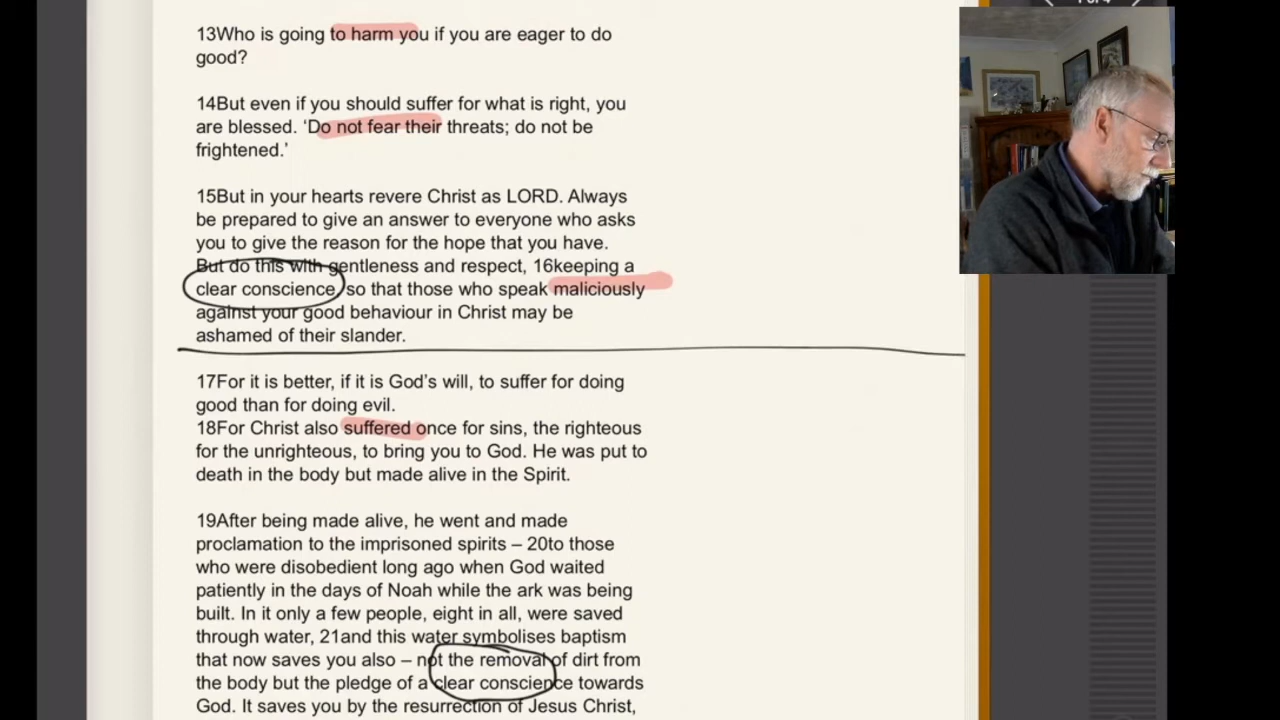 1 of 4
13Who is going to harm you if you are eager to do
good?
14But even if you should suffer for what is right, you
are blessed. ‘Do not fear their threats; do not be
frightened.’
15But in your hearts revere Christ as LORD. Always
be prepared to give an answer to everyone who asks
you to give the reason for the hope that you have.
But do this with gentleness and respect, 16keeping a
clear conscience, so that those who speak maliciously
against your good behaviour in Christ may be
ashamed of their slander.
17For it is better, if it is God’s will, to suffer for doing
good than for doing evil.
18For Christ also suffered once for sins, the righteous
for the unrighteous, to bring you to God. He was put to
death in the body but made alive in the Spirit.
19After being made alive, he went and made
proclamation to the imprisoned spirits – 20to those
who were disobedient long ago when God waited
patiently in the days of Noah while the ark was being
built. In it only a few people, eight in all, were saved
through water, 21and this water symbolises baptism
that now saves you also – not the removal of dirt from
the body but the pledge of a clear conscience towards
God. It saves you by the resurrection of Jesus Christ,